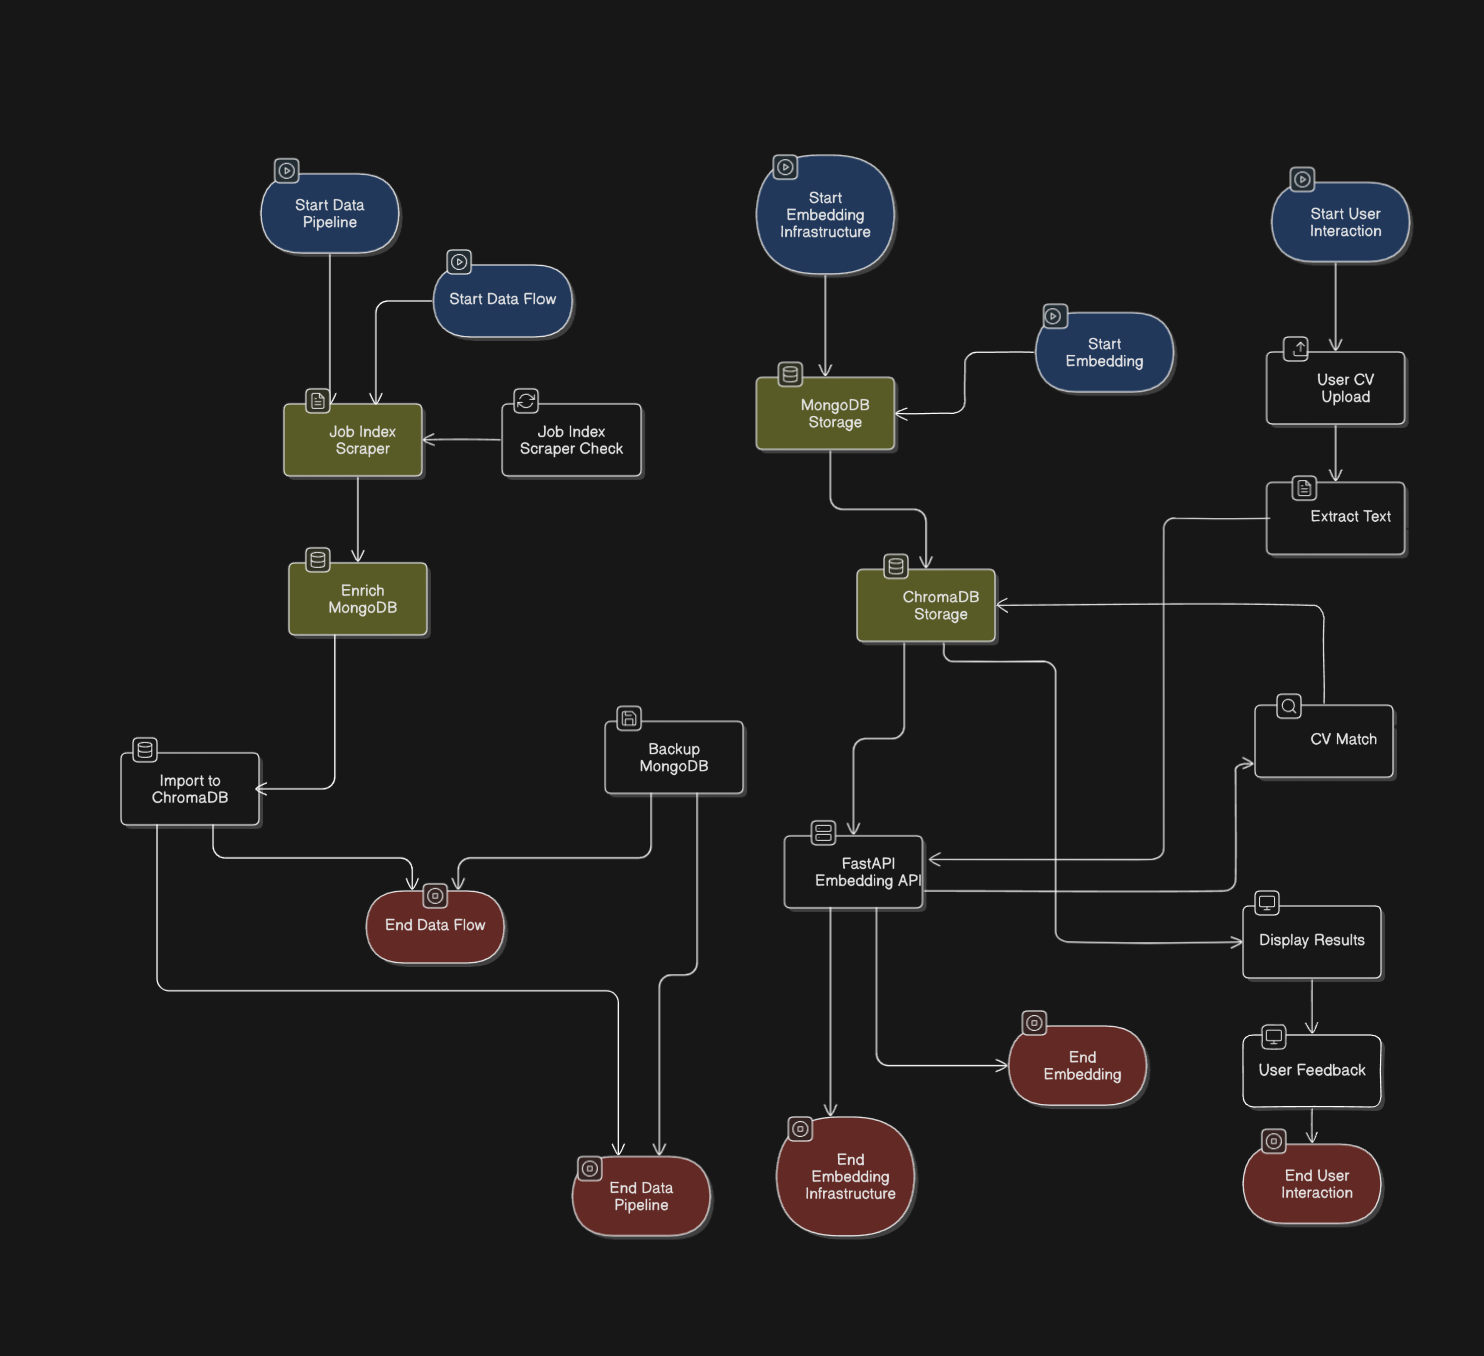 Start Data
Pipeline
Start Data Flow
Job Index
Scraper
Job Index
Scraper Check
Enrich
MongoDB
Import to
ChromaDB
Backup
MongoDB
End Data Flow
End Data
Pipeline
Start
Embedding
Infrastructure
Start
Embedding
MongoDB
Storage
ChromaDB
Storage
FastAPI
Embedding API
End
Embedding
End
Embedding
Infrastructure
Start User
Interaction
User CV
Upload
Extract Text
CV Match
Display Results
User Feedback
End User
Interaction